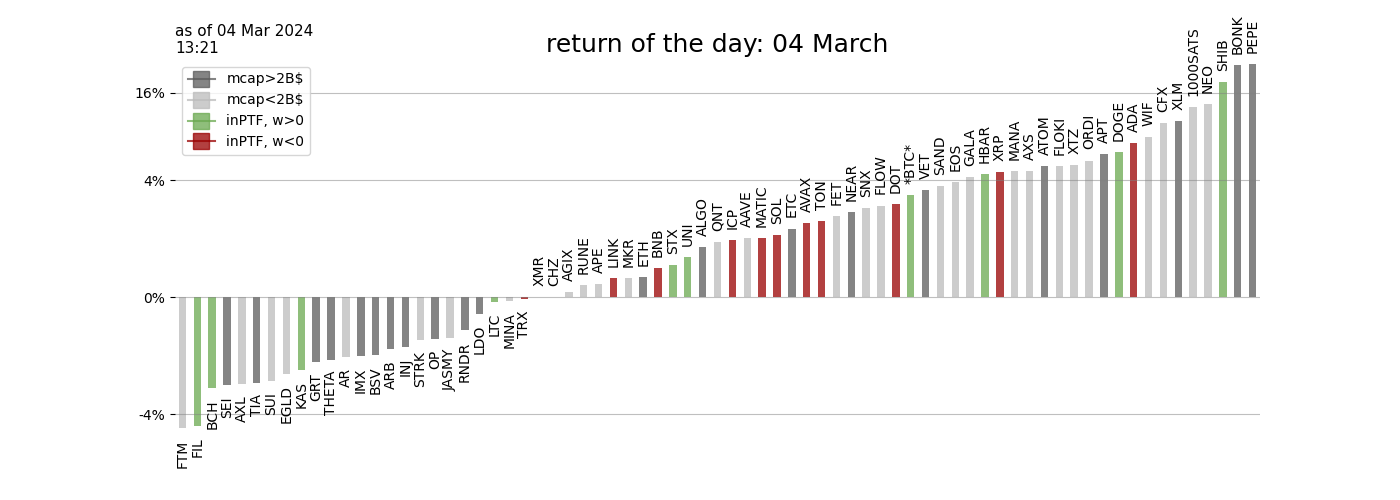 as of 04 Mar 2024
13:21
return of the day: 04 March
mcap>2B$
mcap<2B$
inPTF, w>0
inPTF, w<0
16%
4%
0%
-4%
FTM
FIL
BCH
SEI
AXL
TIA
SUI
EGLD
KAS
GRT
THETA
AR
IMX
BSV
ARB
INJ
STRK
OP
JASMY
RNDR
LDO
LTC
MINA
TRX
XMR
CHZ
AGIX
RUNE
APE
LINK
MKR
ETH
BNB
STX
UNI
ALGO
QNT
ICP
AAVE
MATIC
SOL
ETC
AVAX
TON
FET
NEAR
SNX
FLOW
DOT
*BTC*
VET
SAND
EOS
GALA
HBAR
XRP
MANA
AXS
ATOM
FLOKI
XTZ
ORDI
APT
DOGE
ADA
WIF
CFX
XLM
1000SATS
NEO
SHIB
BONK
PEPE